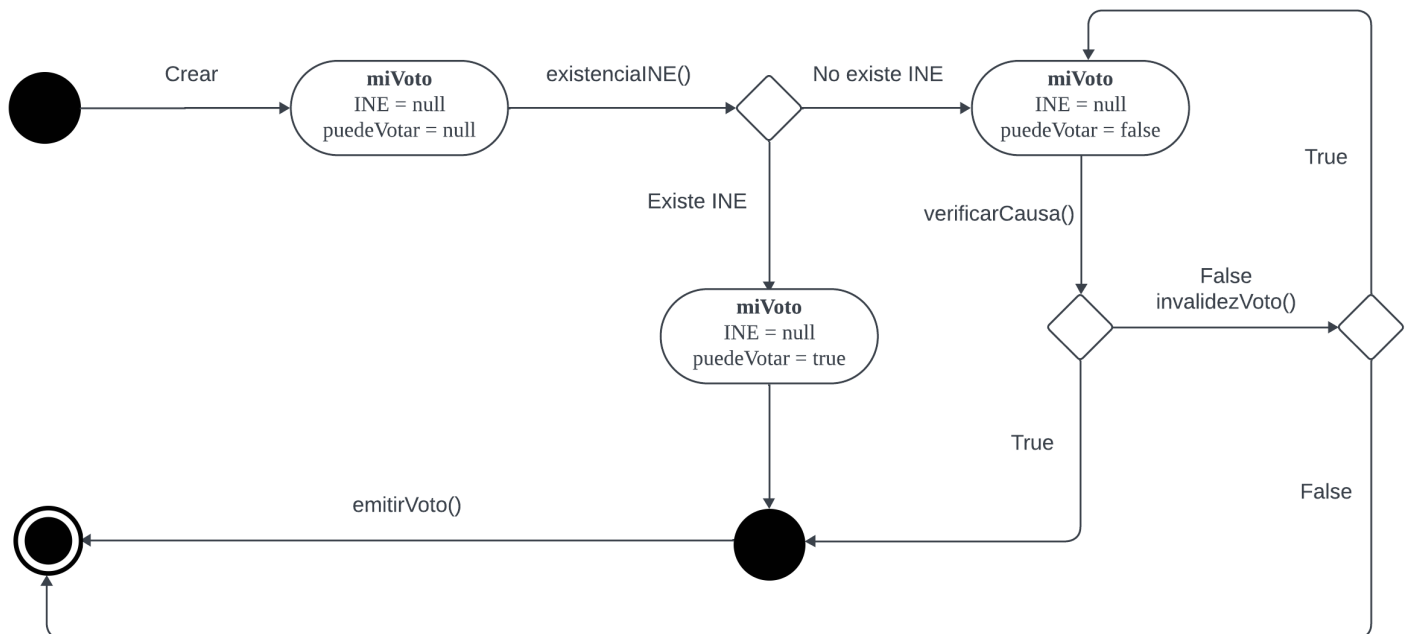 Crear
miVoto
INE = null
puedeVotar = null
existenciaINE()
No existe INE
miVoto
INE = null
puedeVotar = false
True
Existe INE
verificarCausa()
False
invalidezVoto()
miVoto
INE = null
puedeVotar = true
True
False
emitirVoto()